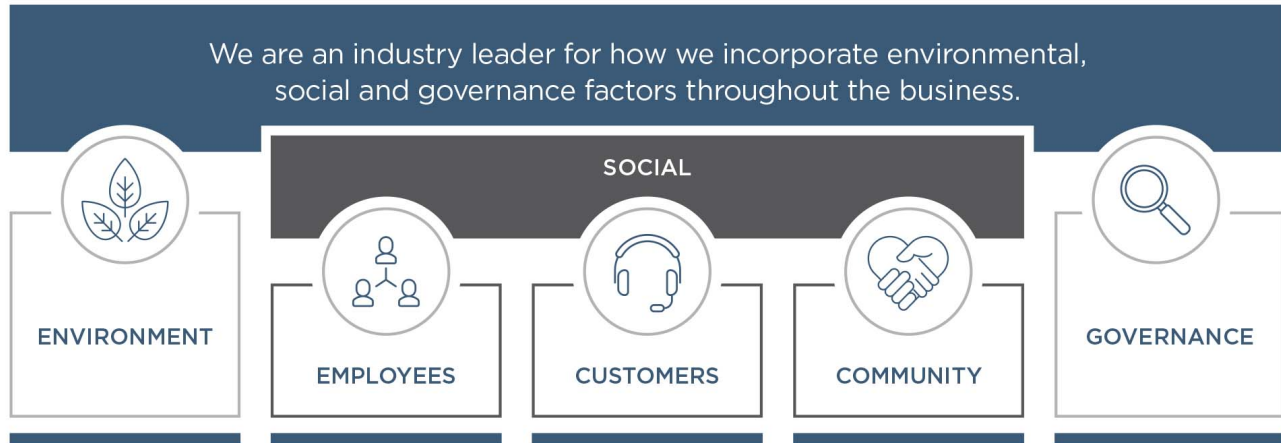 We are an industry leader for how we incorporate environmental,
social and governance factors throughout the business.
SOCIAL
ENVIRONMENT
EMPLOYEES
CUSTOMERS
COMMUNITY
GOVERNANCE